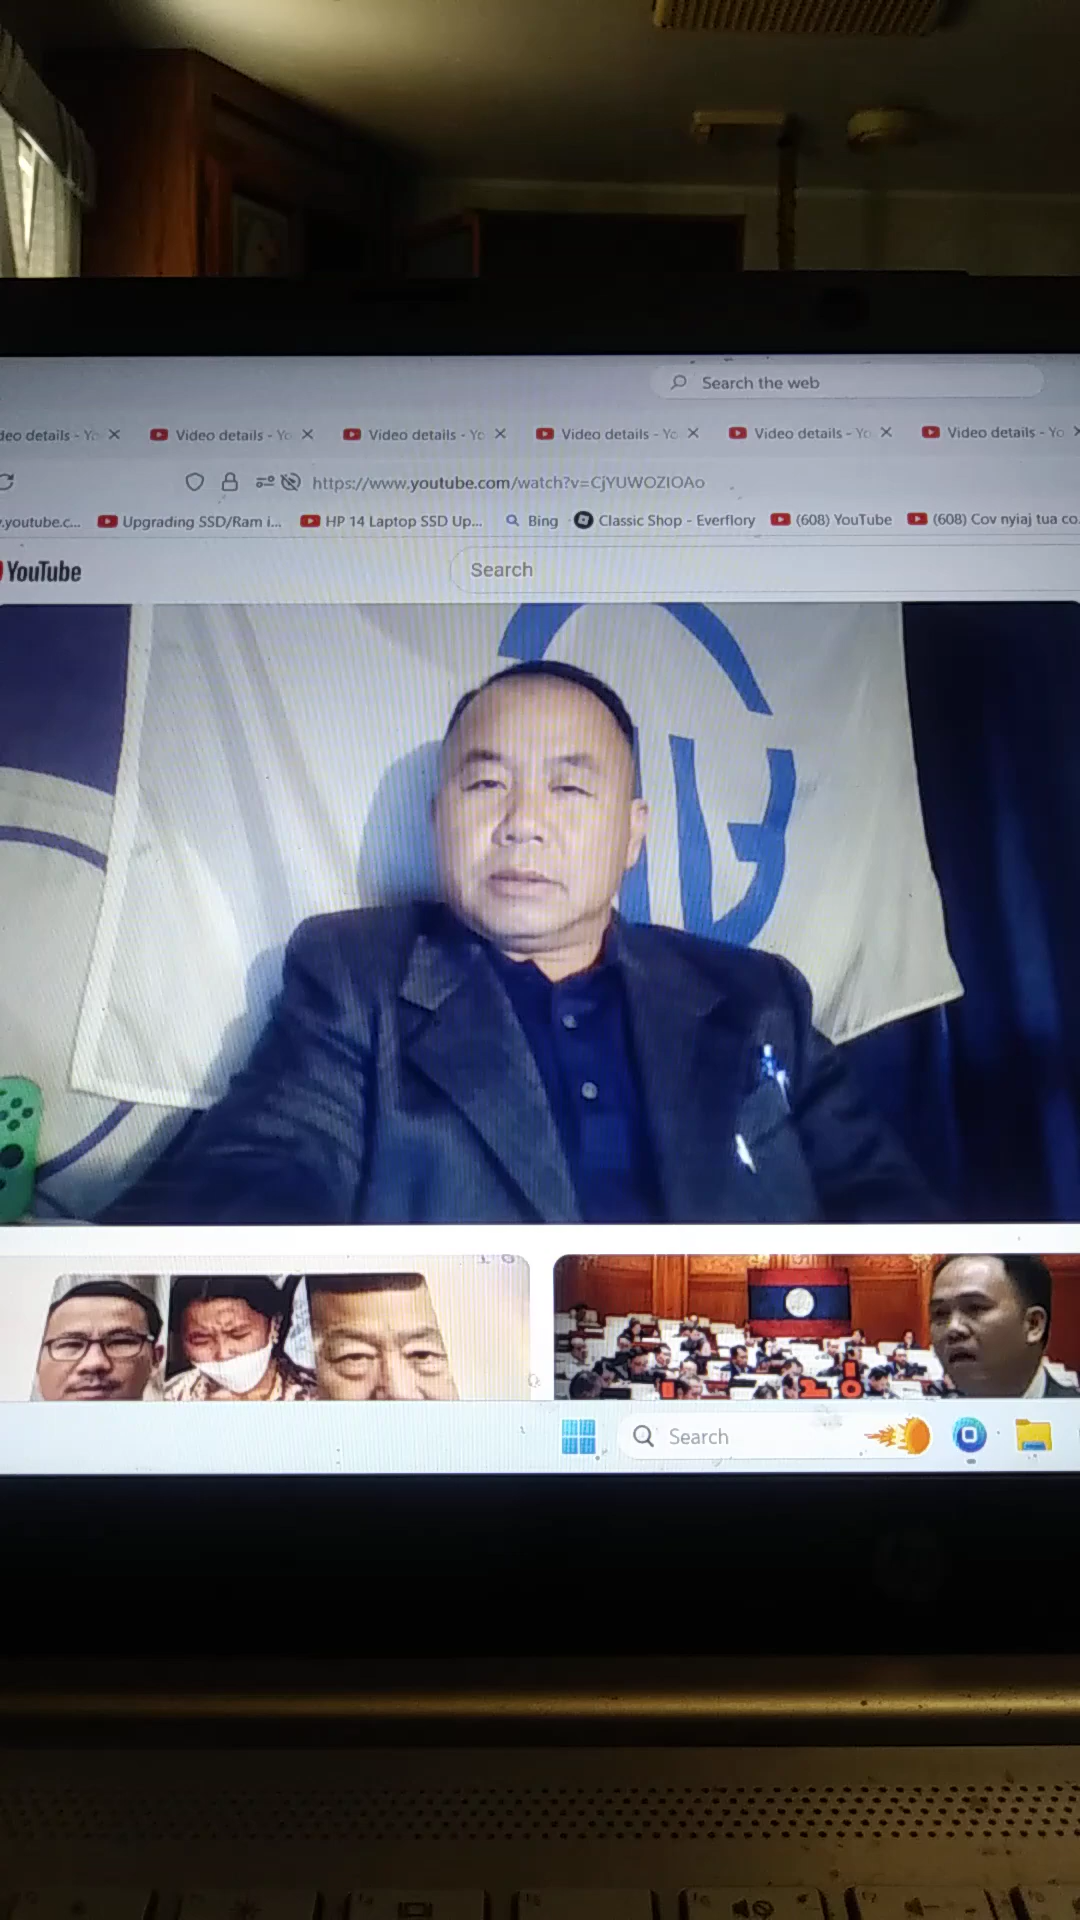 Search the web
deo details - Yo
Video details - Yo
Video details - Yo
Video details - Yo
Video details - Yo
Video details - Yo
https://www.youtube.com/watch?v=CjYUWOZIOAo
.youtube.c...
Upgrading SSD/Ram i...
HP 14 Laptop SSD Up...
Bing
Classic Shop - Everflory
(608) YouTube
(608) Cov nyiaj tua co.
YouTube
Search
Search